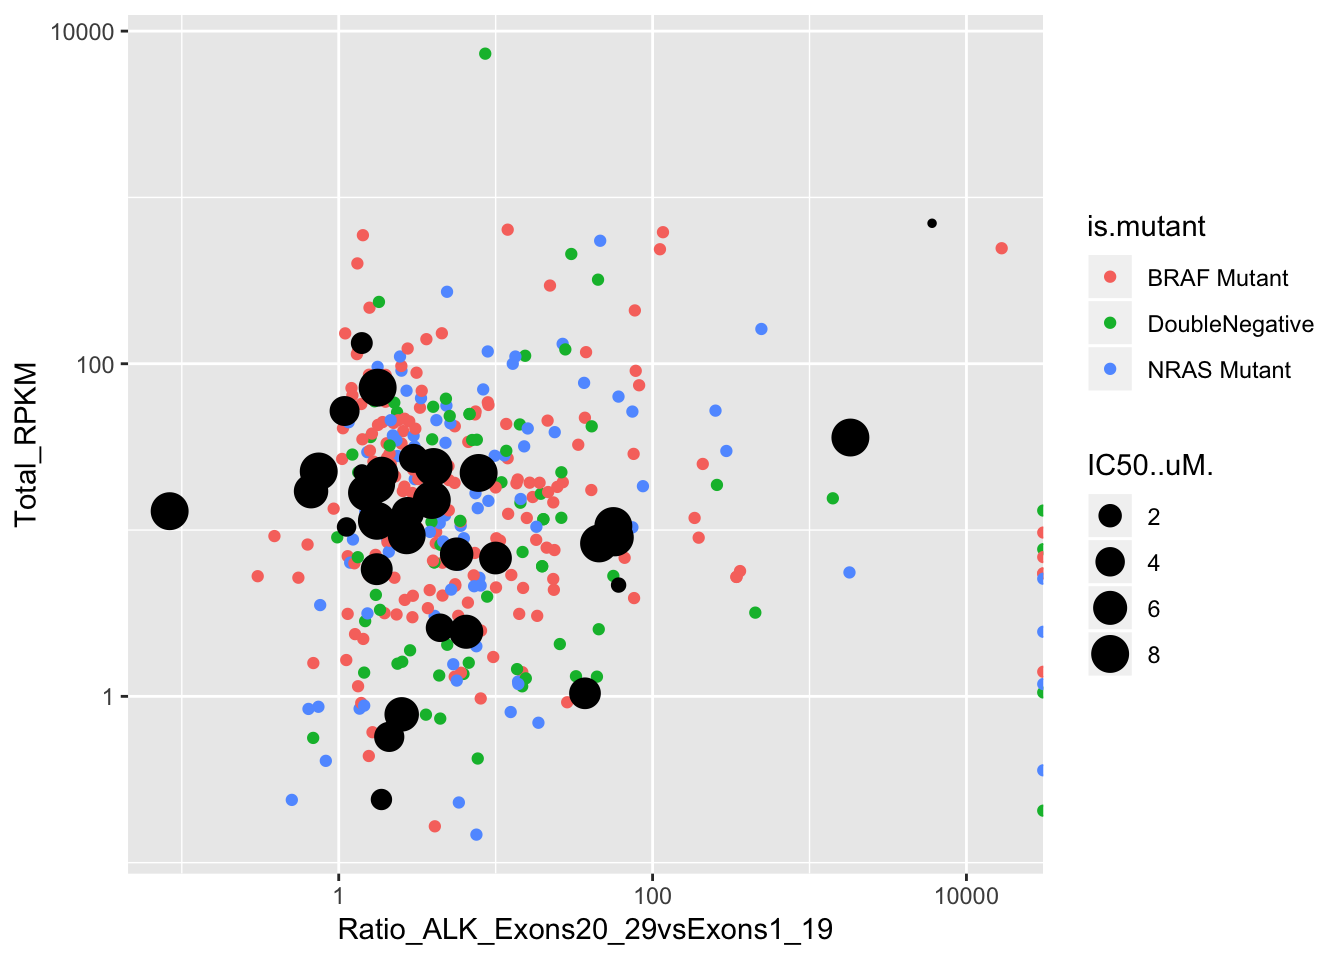 10000
100
1
Total_RPKM
1
100
10000
Ratio_ALK_Exons20_29vsExons1_19
is.mutant
BRAF Mutant
DoubleNegative
NRAS Mutant
IC50..uM.
2
4
6
8